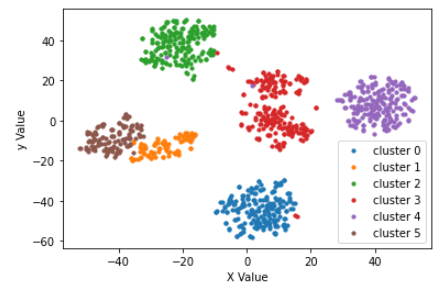 40
20
0
−20
−40
−60
y Value
−40
−20
0
20
40
X Value
cluster 0
cluster 1
cluster 2
cluster 3
cluster 4
cluster 5